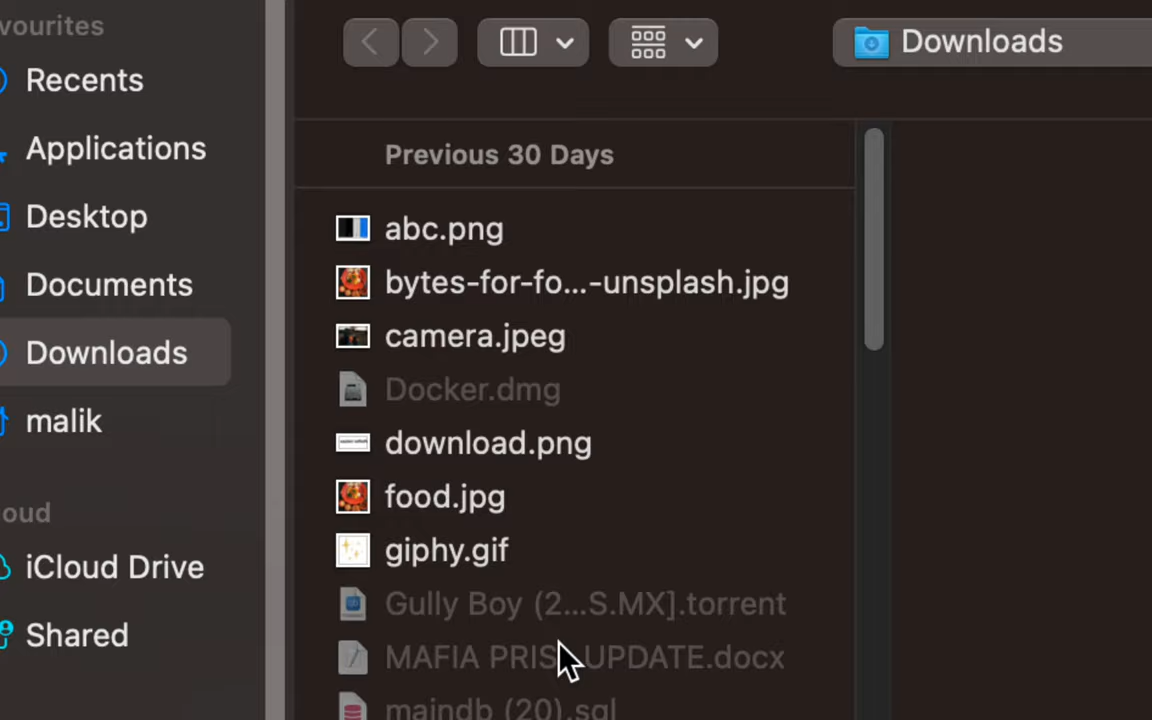 vourites
Recents
Applications
Desktop
Documents
Downloads
malik
oud
iCloud Drive
Shared
Downloads
Previous 30 Days
abc.png
bytes-for-fo...-unsplash.jpg
camera.jpeg
Docker.dmg
download.png
food.jpg
giphy.gif
Gully Boy (2...S.MX].torrent
MAFIA PRIS UPDATE.docx
maindb (20).sql